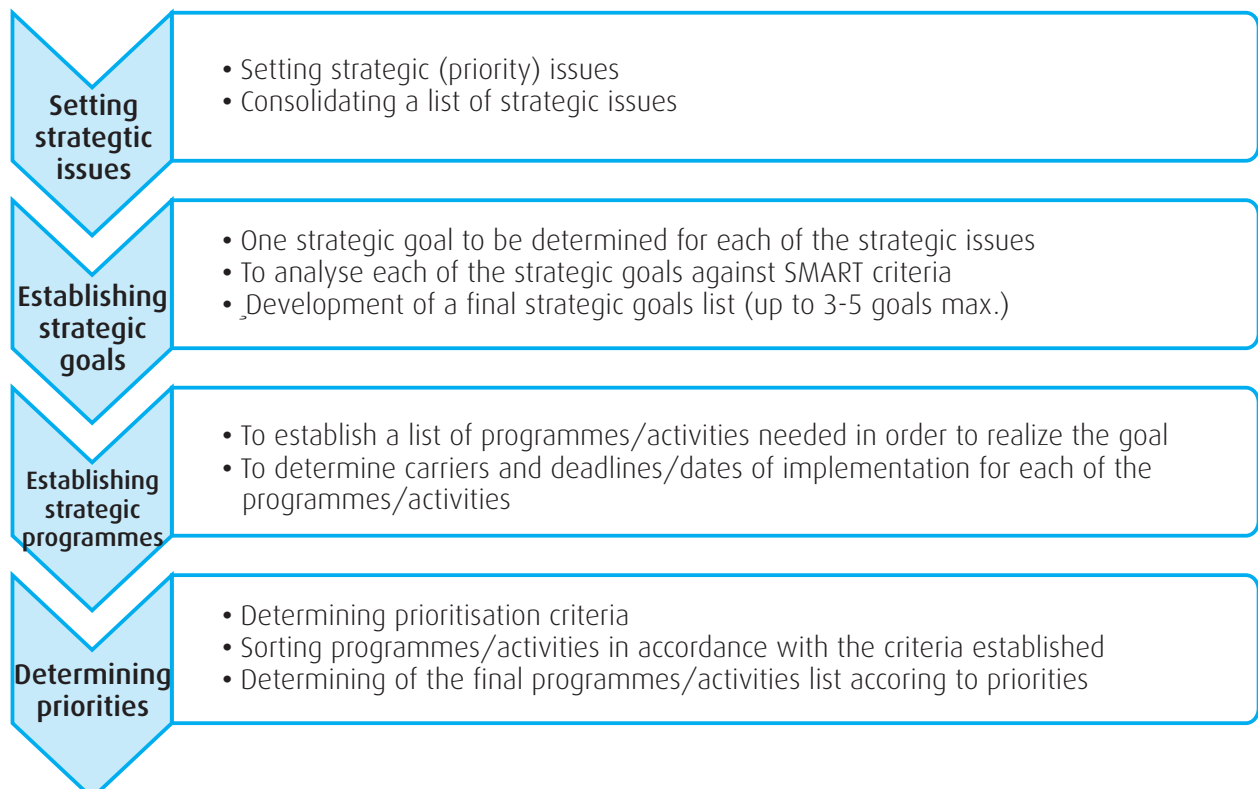 Setting
strategtic
issues
• Setting strategic (priority) issues
• Consolidating a list of strategic issues
Establishing
strategic
goals
• One strategic goal to be determined for each of the strategic issues
• To analyse each of the strategic goals against SMART criteria
• ¸Development of a final strategic goals list (up to 3-5 goals max.)
Establishing
strategic
programmes
• To establish a list of programmes/activities needed in order to realize the goal
• To determine carriers and deadlines/dates of implementation for each of the
programmes/activities
Determining
priorities
• Determining prioritisation criteria
• Sorting programmes/activities in accordance with the criteria established
• Determining of the final programmes/activities list accoring to priorities